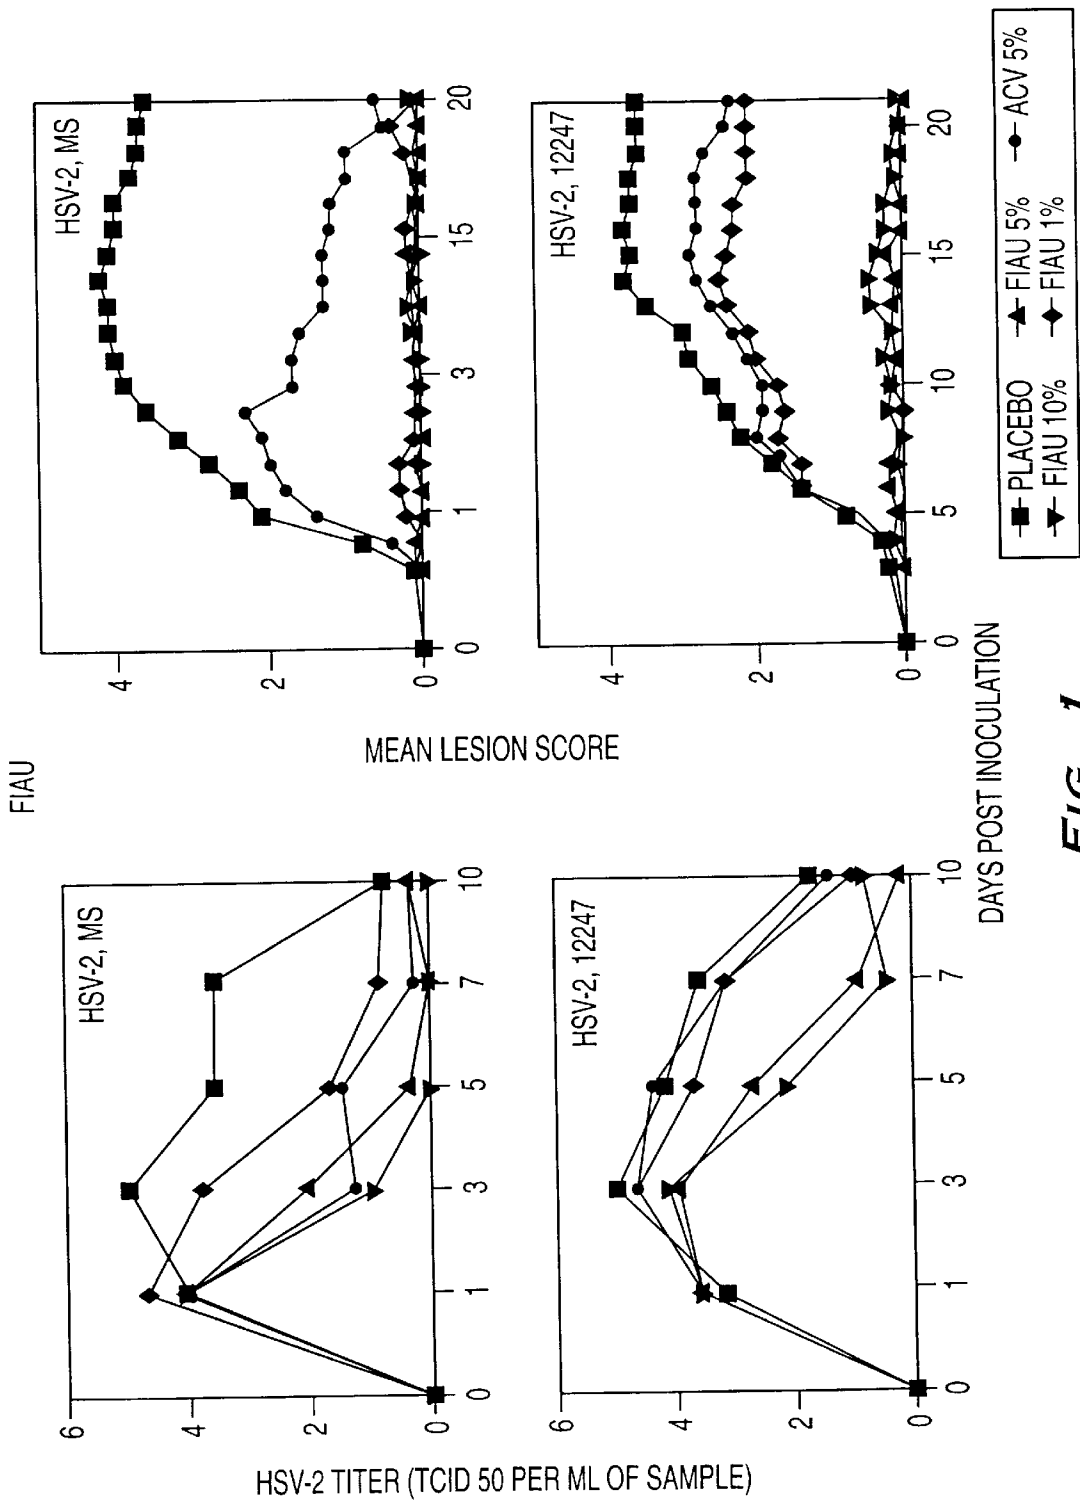 FIAU
HSV-2 TITER (TCID 50 PER ML OF SAMPLE)
HSV-2, MS
6
4
2
0
0 1 3 5 7 10
HSV-2, 12247
6
4
2
0
0 1 3 5 7 10
MEAN LESION SCORE
HSV-2, MS
4
2
0
0 1 3 15 20
HSV-2, 12247
4
2
0
0 5 10 15 20
DAYS POST INOCULATION
PLACEBO FIAU 5% ACV 5%
FIAU 10% FIAU 1%
FIG. 1